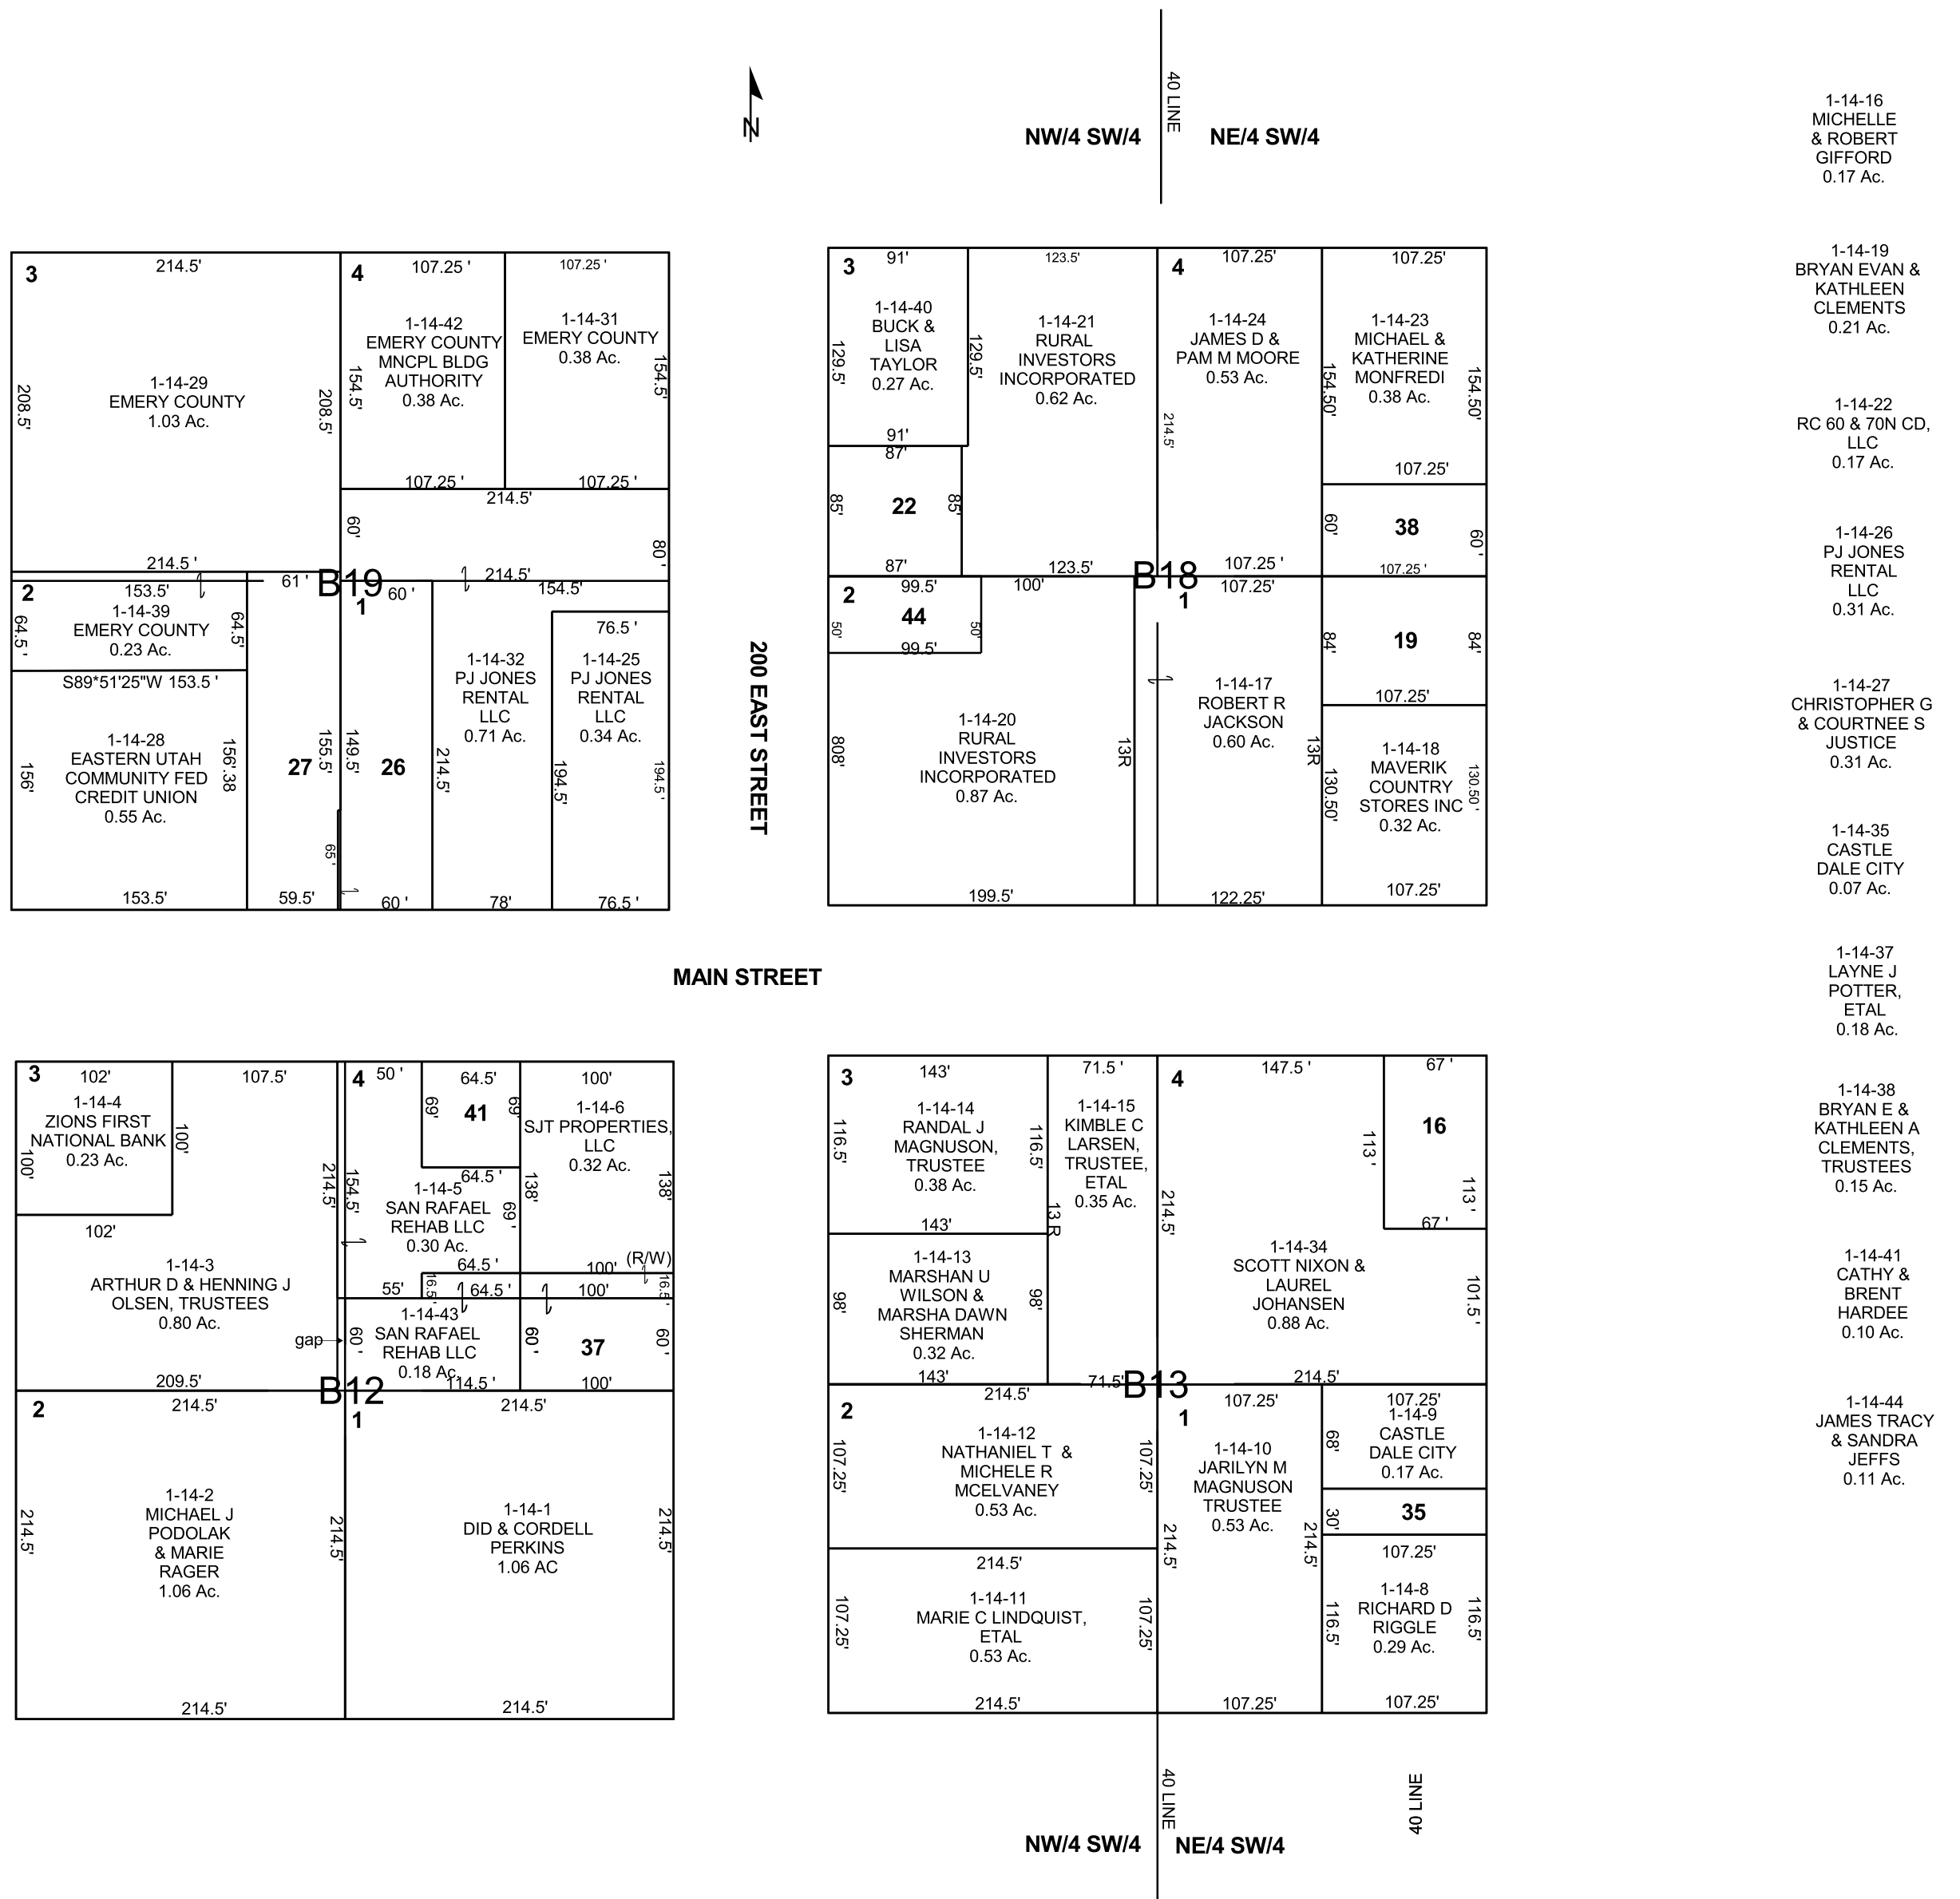 40 LINE
N
NW/4 SW/4
NE/4 SW/4
3
214.5'
4
107.25 '
107.25 '
1-14-42
EMERY COUNTY
MNCPL BLDG
AUTHORITY
0.38 Ac.
1-14-31
EMERY COUNTY
0.38 Ac.
154.5'
154.5'
1-14-29
EMERY COUNTY
1.03 Ac.
208.5'
208.5'
107.25 '
107.25 '
214.5'
60'
80 '
214.5 '
61 '
B19
214.5'
2
153.5'
1
60 '
154.5'
1-14-39
EMERY COUNTY
0.23 Ac.
64.5 '
64.5'
S89*51'25"W 153.5 '
76.5 '
1-14-32
PJ JONES
RENTAL
LLC
0.71 Ac.
1-14-25
PJ JONES
RENTAL
LLC
0.34 Ac.
1-14-28
EASTERN UTAH
COMMUNITY FED
CREDIT UNION
0.55 Ac.
156'
156'.38
27
155.5'
149.5'
26
214.5'
194.5'
194.5 '
65 '
153.5'
59.5'
60 '
78'
76.5 '
200 EAST STREET
3
91'
123.5'
4
107.25'
107.25'
1-14-40
BUCK &
LISA
TAYLOR
0.27 Ac.
129.5'
129.5'
1-14-21
RURAL
INVESTORS
INCORPORATED
0.62 Ac.
1-14-24
JAMES D &
PAM M MOORE
0.53 Ac.
1-14-23
MICHAEL &
KATHERINE
MONFREDI
0.38 Ac.
154.50'
154.50'
214.5'
91'
87'
107.25'
85'
22
85'
60'
38
60 '
87'
123.5'
107.25 '
107.25 '
B18
2
99.5'
100'
1
107.25'
44
50'
50'
99.5'
84'
19
84'
107.25'
1-14-20
RURAL
INVESTORS
INCORPORATED
0.87 Ac.
808'
13R
1-14-17
ROBERT R
JACKSON
0.60 Ac.
13R
1-14-18
MAVERIK
COUNTRY
STORES INC
0.32 Ac.
130.50'
130.50 '
199.5'
122.25'
107.25'
MAIN STREET
3
102'
107.5'
4
50 '
64.5'
100'
1-14-4
ZIONS FIRST
NATIONAL BANK
0.23 Ac.
100'
100'
69'
41
69'
1-14-6
SJT PROPERTIES,
LLC
0.32 Ac.
138'
138'
64.5 '
214.5'
154.5'
1-14-5
SAN RAFAEL
REHAB LLC
0.30 Ac.
69 '
102'
1-14-3
ARTHUR D & HENNING J
OLSEN, TRUSTEES
0.80 Ac.
64.5 '
100'
(R/W)
55'
16.5 '
64.5 '
100'
16.5 '
1-14-43
SAN RAFAEL
REHAB LLC
0.18 Ac.
gap
60 '
60 '
37
60 '
209.5'
114.5 '
100'
B12
2
214.5'
1
214.5'
1-14-2
MICHAEL J
PODOLAK
& MARIE
RAGER
1.06 Ac.
214.5'
214.5'
1-14-1
DID & CORDELL
PERKINS
1.06 AC
214.5'
214.5'
214.5'
3
143'
71.5 '
4
147.5 '
67 '
1-14-14
RANDAL J
MAGNUSON,
TRUSTEE
0.38 Ac.
116.5'
116.5'
1-14-15
KIMBLE C
LARSEN,
TRUSTEE,
ETAL
0.35 Ac.
113 '
16
113 '
143'
13 R
214.5'
67 '
1-14-13
MARSHAN U
WILSON &
MARSHA DAWN
SHERMAN
0.32 Ac.
98'
98'
1-14-34
SCOTT NIXON &
LAUREL
JOHANSEN
0.88 Ac.
101.5 '
143'
71.5'
214.5'
B13
2
214.5'
1
107.25'
107.25'
1-14-12
NATHANIEL T &
MICHELE R
MCELVANEY
0.53 Ac.
107.25'
107.25'
1-14-10
JARILYN M
MAGNUSON
TRUSTEE
0.53 Ac.
1-14-9
CASTLE
DALE CITY
0.17 Ac.
68'
30'
35
214.5'
214.5'
214.5'
107.25'
1-14-11
MARIE C LINDQUIST,
ETAL
0.53 Ac.
107.25'
107.25'
1-14-8
RICHARD D
RIGGLE
0.29 Ac.
116.5'
116.5'
214.5'
107.25'
107.25'
40 LINE
40 LINE
NW/4 SW/4
NE/4 SW/4
1-14-16
MICHELLE
& ROBERT
GIFFORD
0.17 Ac.
1-14-19
BRYAN EVAN &
KATHLEEN
CLEMENTS
0.21 Ac.
1-14-22
RC 60 & 70N CD,
LLC
0.17 Ac.
1-14-26
PJ JONES
RENTAL
LLC
0.31 Ac.
1-14-27
CHRISTOPHER G
& COURTNEE S
JUSTICE
0.31 Ac.
1-14-35
CASTLE
DALE CITY
0.07 Ac.
1-14-37
LAYNE J
POTTER,
ETAL
0.18 Ac.
1-14-38
BRYAN E &
KATHLEEN A
CLEMENTS,
TRUSTEES
0.15 Ac.
1-14-41
CATHY &
BRENT
HARDEE
0.10 Ac.
1-14-44
JAMES TRACY
& SANDRA
JEFFS
0.11 Ac.